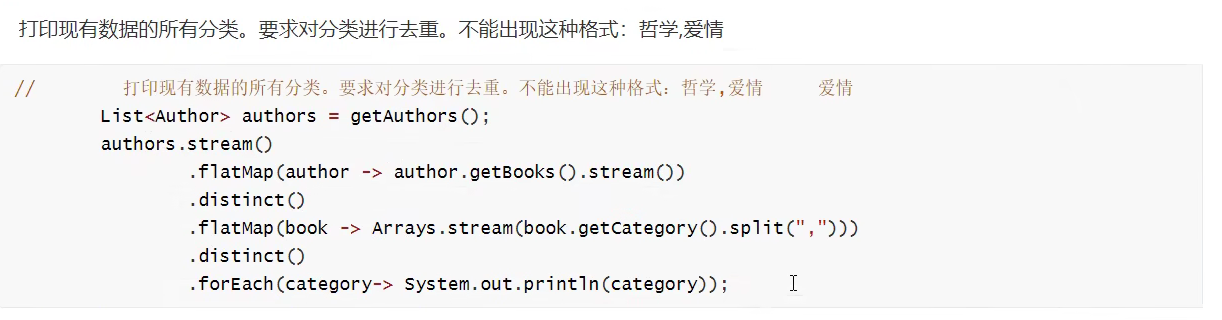 打印现有数据的所有分类。要求对分类进行去重。不能出现这种格式：哲学,爱情
//        打印现有数据的所有分类。要求对分类进行去重。不能出现这种格式：哲学,爱情     爱情
        List<Author> authors = getAuthors();
        authors.stream()
                .flatMap(author -> author.getBooks().stream())
                .distinct()
                .flatMap(book -> Arrays.stream(book.getCategory().split(",")))
                .distinct()
                .forEach(category-> System.out.println(category));